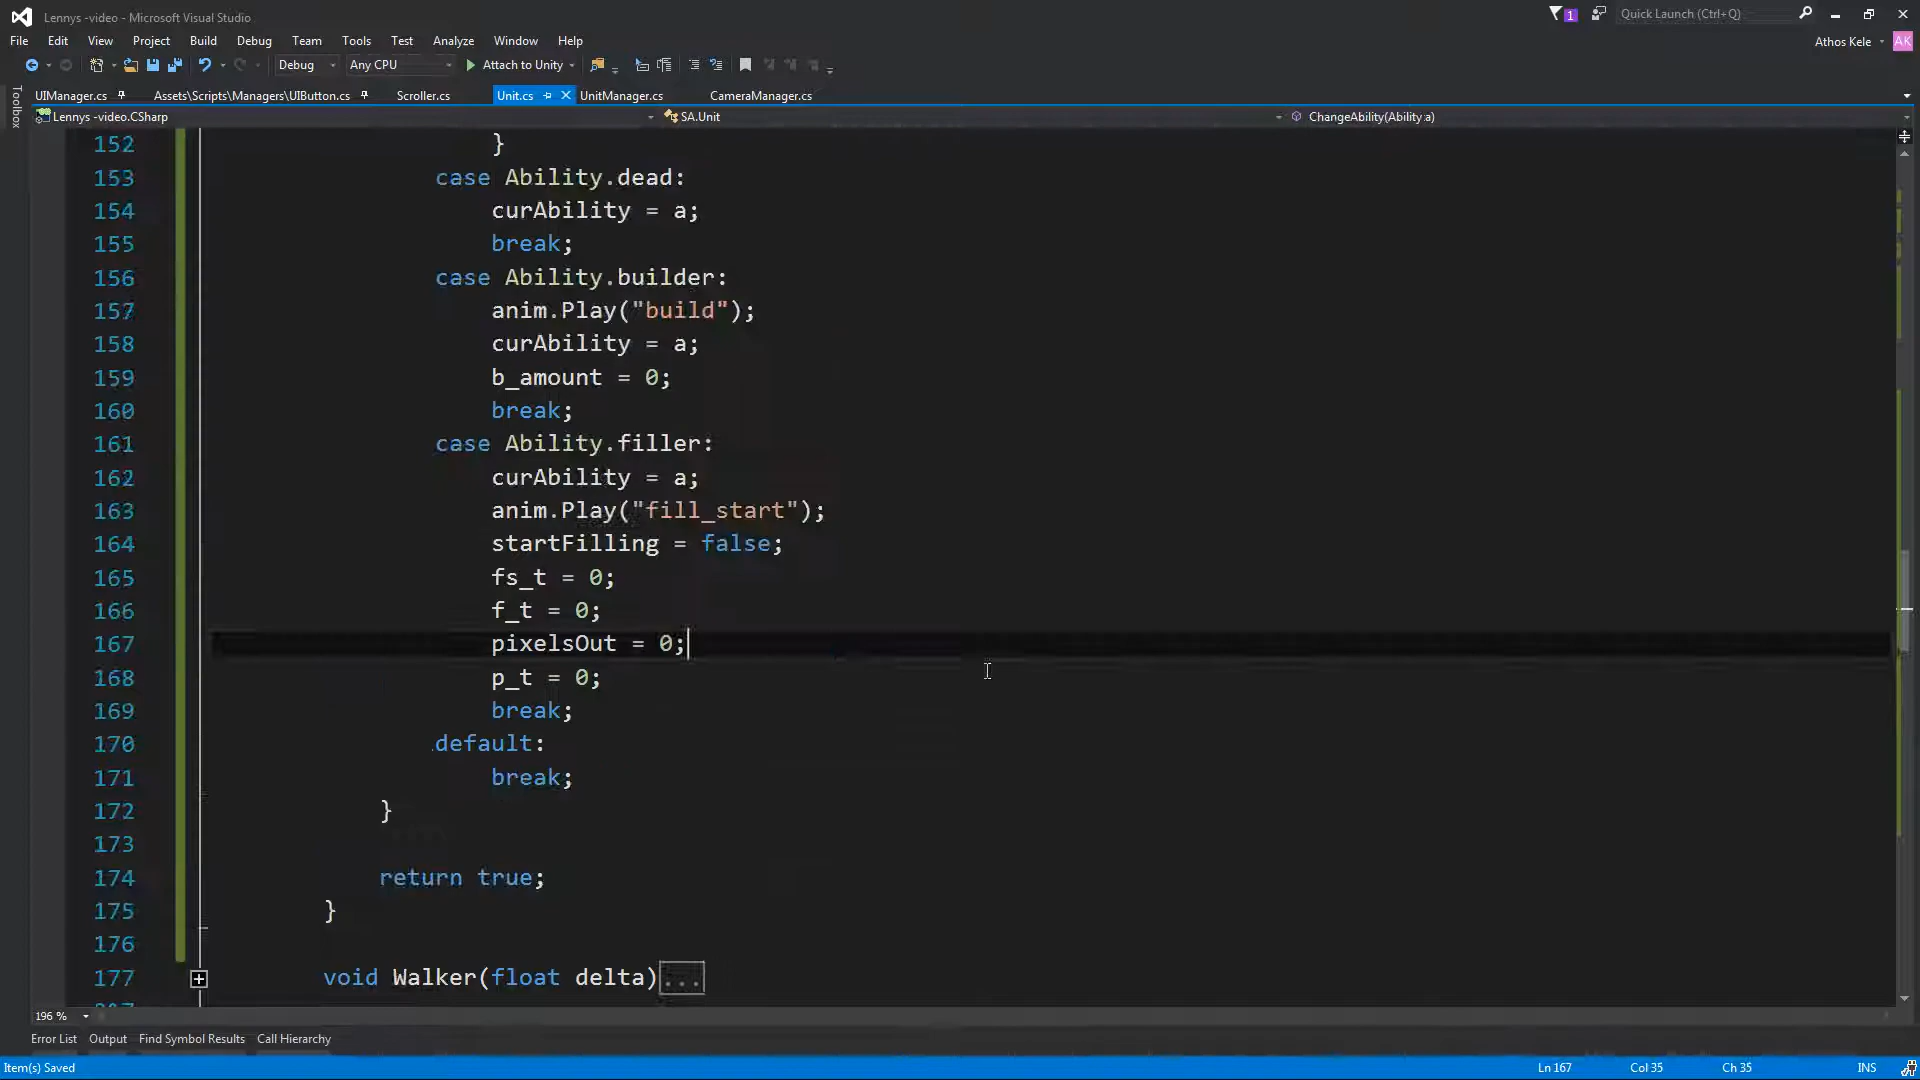 Lennys -video - Microsoft Visual Studio
1
Quick Launch (Ctrl+Q)
File Edit View Project Build Debug Team Tools Test Analyze Window Help
Athos Kele AK
Debug Any CPU Attach to Unity
UIManager.cs Assets\Scripts\Managers\UIButton.cs Scroller.cs Unit.cs UnitManager.cs CameraManager.cs
Lennys -video.CSharp SA.Unit ChangeAbility(Ability a)
Toolbox
152 }
153 case Ability.dead:
154 curAbility = a;
155 break;
156 case Ability.builder:
157 anim.Play("build");
158 curAbility = a;
159 b_amount = 0;
160 break;
161 case Ability.filler:
162 curAbility = a;
163 anim.Play("fill_start");
164 startFilling = false;
165 fs_t = 0;
166 f_t = 0;
167 pixelsOut = 0;
168 p_t = 0;
169 break;
170 default:
171 break;
172 }
173
174 return true;
175 }
176
177 void Walker(float delta)...
196 %
Error List Output Find Symbol Results Call Hierarchy
Item(s) Saved Ln 167 Col 35 Ch 35 INS